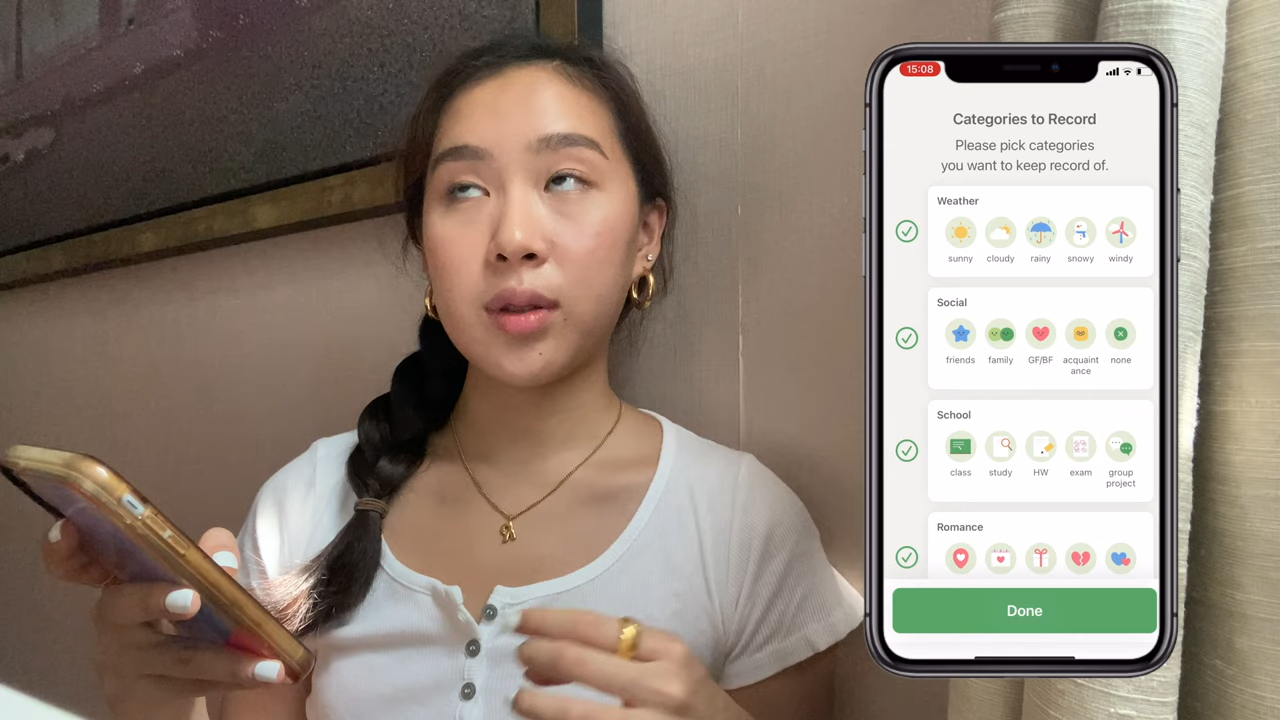 15:08
Categories to Record
Please pick categories
you want to keep record of.
Weather
sunny cloudy rainy snowy windy
Social
friends family GF/BF acquaint none
ance
School
class study HW exam group
project
Romance
Done